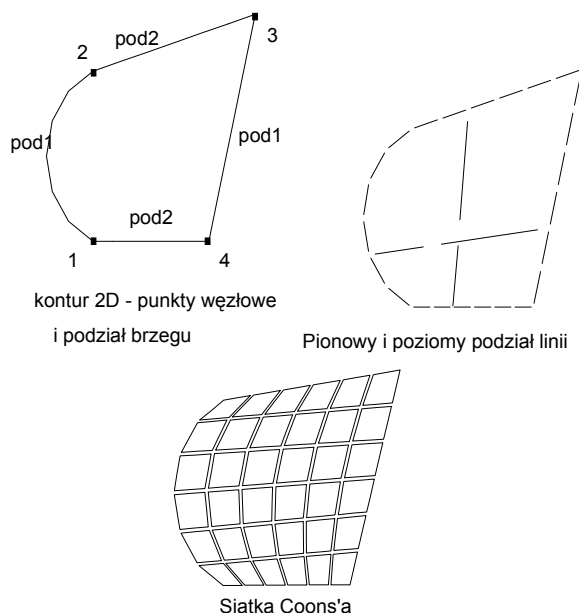 pod2
2
3
pod1
pod1
pod2
1
4
kontur 2D - punkty węzłowe
i podział brzegu
Pionowy i poziomy podział linii
Siatka Coons'a